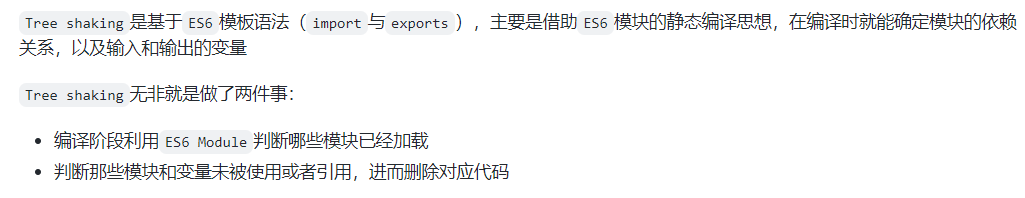 Tree shaking 是基于 ES6 模板语法（ import 与 exports ），主要是借助 ES6 模块的静态编译思想，在编译时就能确定模块的依赖
关系，以及输入和输出的变量
Tree shaking 无非就是做了两件事：
• 编译阶段利用 ES6 Module 判断哪些模块已经加载
• 判断那些模块和变量未被使用或者引用，进而删除对应代码